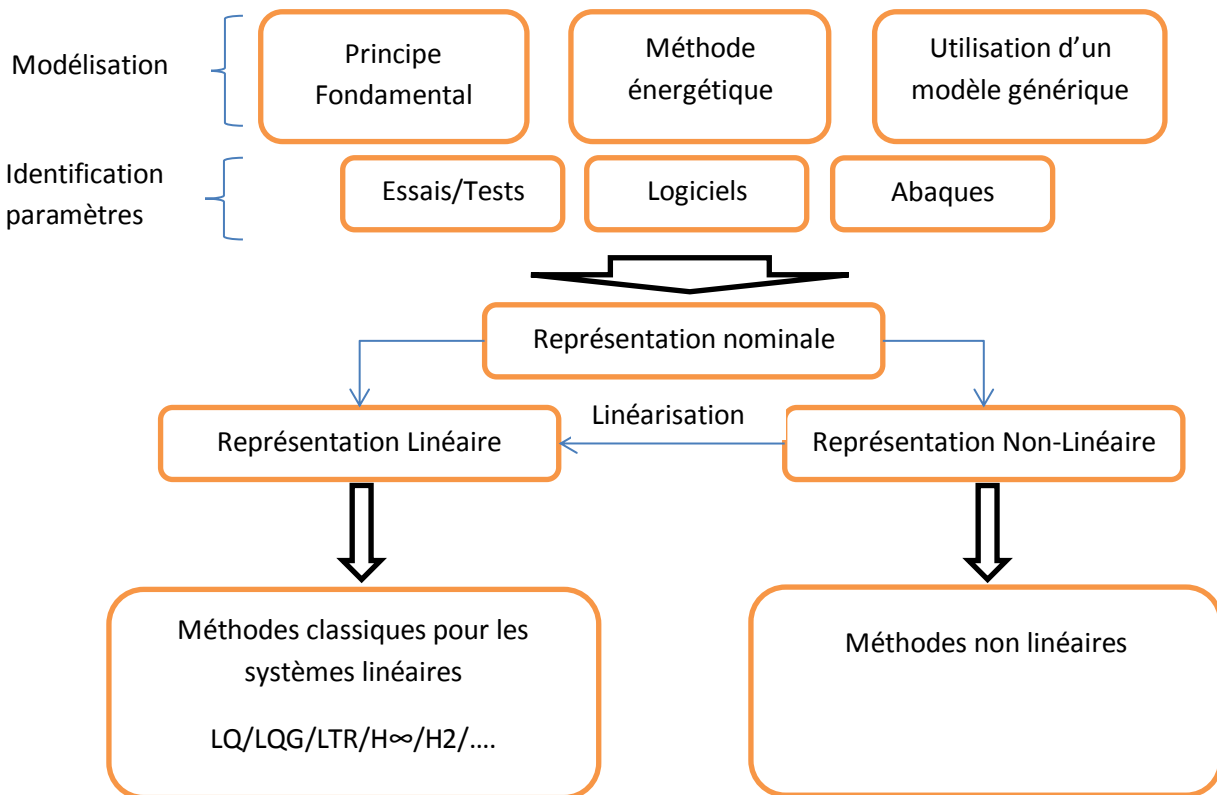 Modélisation
Principe
Fondamental
Méthode
énergétique
Utilisation d’un
modèle générique
Identification
paramètres
Essais/Tests
Logiciels
Abaques
Représentation nominale
Linéarisation
Représentation Linéaire
Représentation Non-Linéaire
Méthodes classiques pour les
systèmes linéaires
LQ/LQG/LTR/H∞/H2/....
Méthodes non linéaires